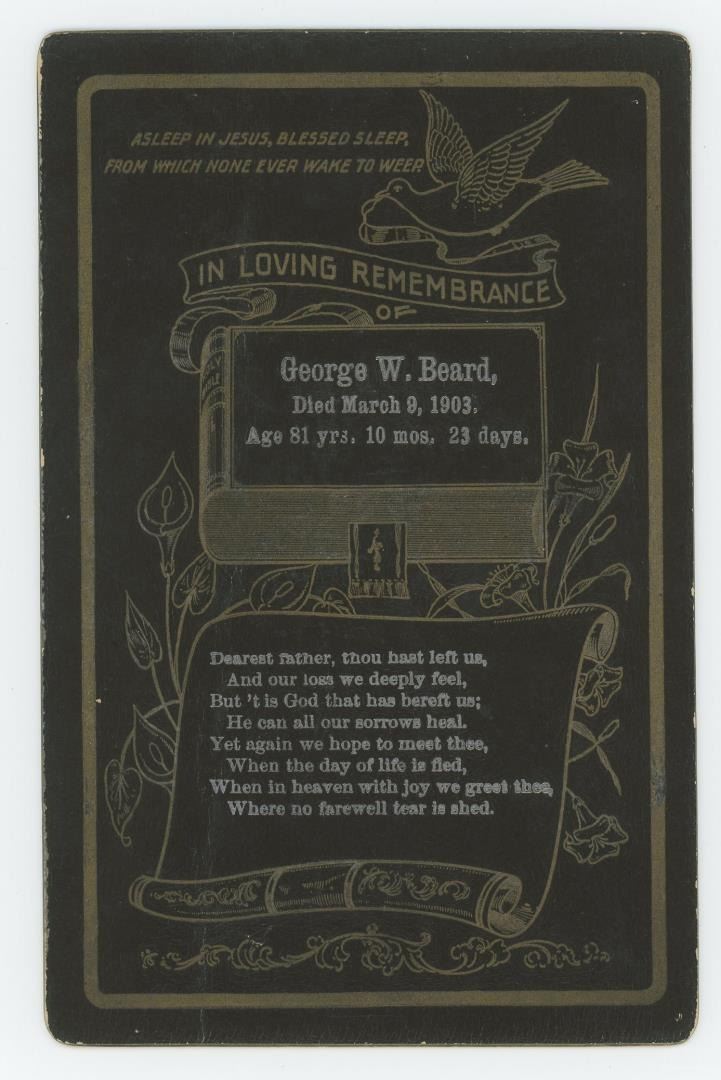 ASLEEP IN JESUS, BLESSED SLEEP,
FROM WHICH NONE EVER WAKE TO WEEP.
IN LOVING REMEMBRANCE
OF
HOLY
BIBLE
George W. Beard,
Died March 9, 1903.
Age 81 yrs. 10 mos. 23 days.
Dearest father, thou hast left us,
And our loss we deeply feel,
But 't is God that has bereft us;
He can all our sorrows heal.
Yet again we hope to meet thee,
When the day of life is fled,
When in heaven with joy we greet thee,
Where no farewell tear is shed.